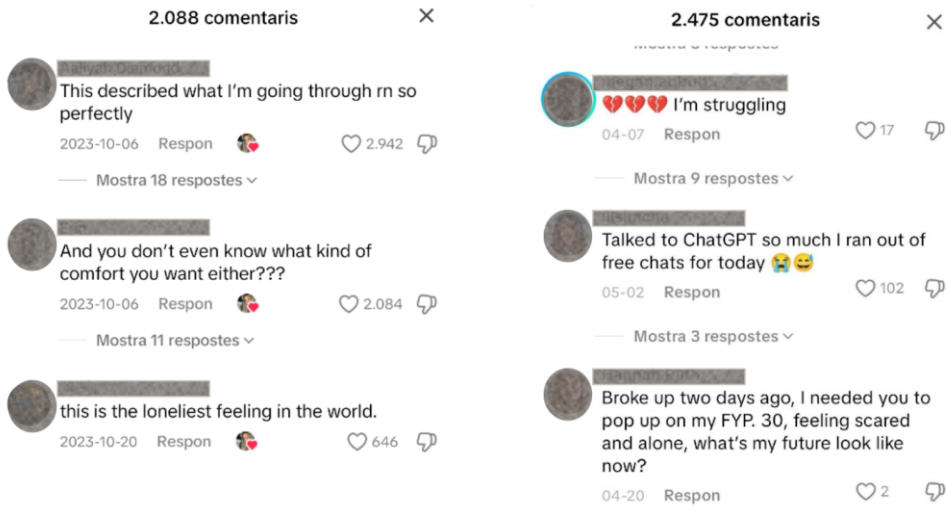 2.088 comentaris
This described what I'm going through rn so
perfectly
2023-10-06 Respon 2.942
Mostra 18 respostes
And you don't even know what kind of
comfort you want either???
2023-10-06 Respon 2.084
Mostra 11 respostes
this is the loneliest feeling in the world.
2023-10-20 Respon 646
2.475 comentaris
💔💔💔 I'm struggling
04-07 Respon 17
Mostra 9 respostes
Talked to ChatGPT so much I ran out of
free chats for today 😭😅
05-02 Respon 102
Mostra 3 respostes
Broke up two days ago, I needed you to
pop up on my FYP. 30, feeling scared
and alone, what's my future look like
now?
04-20 Respon 2